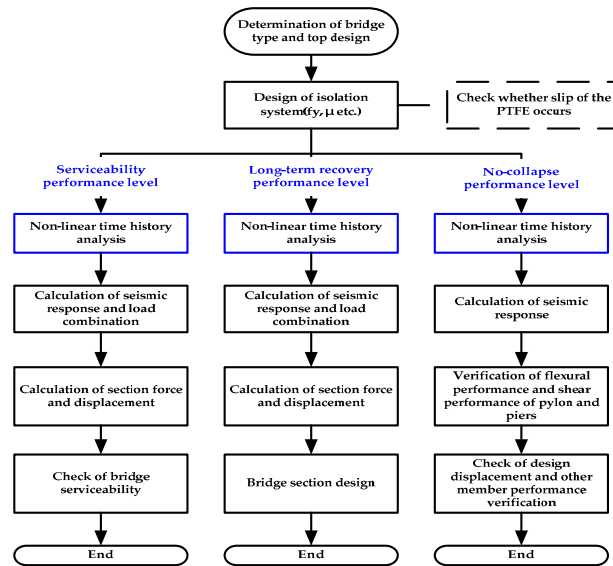 Determination of bridge
type and top design
Design of isolation
system(fy, μ etc.)
Check whether slip of the
PTFE occurs
Serviceability
performance level
Long-term recovery
performance level
No-collapse
performance level
Non-linear time history
analysis
Non-linear time history
analysis
Non-linear time history
analysis
Calculation of seismic
response and load
combination
Calculation of seismic
response and load
combination
Calculation of seismic
response
Calculation of section force
and displacement
Calculation of section force
and displacement
Verification of flexural
performance and shear
performance of pylon and
piers
Check of bridge
serviceability
Bridge section design
Check of design
displacement and other
member performance
verification
End
End
End